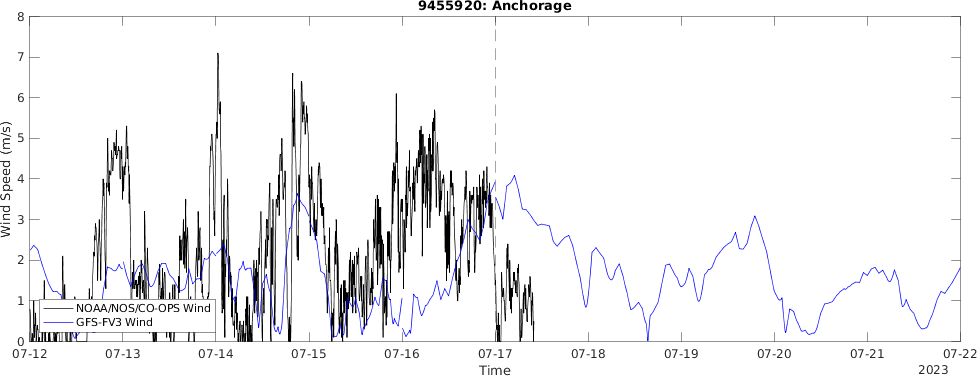 9455920: Anchorage
8
7
6
5
4
3
2
1
0
Wind Speed (m/s)
NOAA/NOS/CO-OPS Wind
GFS-FV3 Wind
07-12 07-13 07-14 07-15 07-16 07-17 07-18 07-19 07-20 07-21 07-22
Time
2023